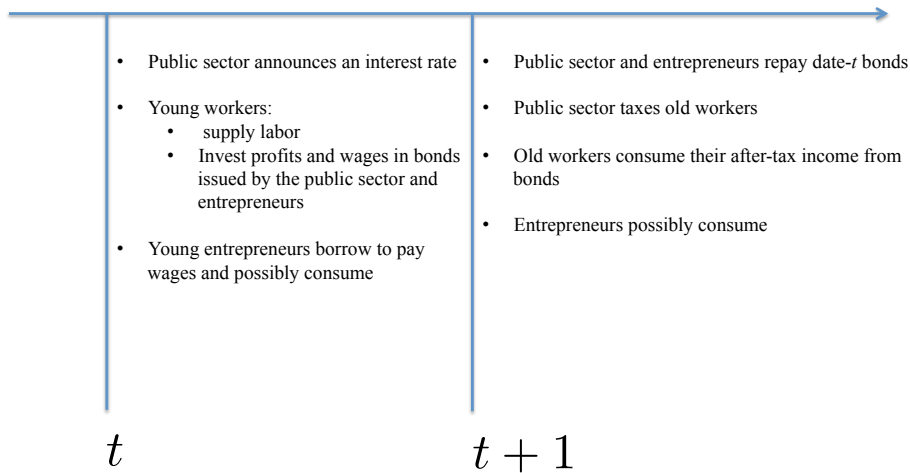 • Public sector announces an interest rate
• Young workers:
• supply labor
• Invest profits and wages in bonds
issued by the public sector and
entrepreneurs
• Young entrepreneurs borrow to pay
wages and possibly consume
• Public sector and entrepreneurs repay date-t bonds
• Public sector taxes old workers
• Old workers consume their after-tax income from
bonds
• Entrepreneurs possibly consume
t
t + 1